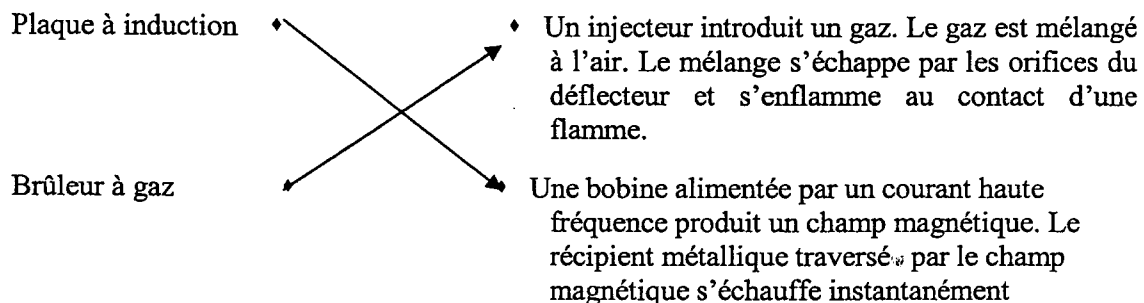 Plaque à induction
Un injecteur introduit un gaz. Le gaz est mélangé
à l'air. Le mélange s'échappe par les orifices du
déflecteur et s'enflamme au contact d'une
flamme.
Brûleur à gaz
Une bobine alimentée par un courant haute
fréquence produit un champ magnétique. Le
récipient métallique traversé par le champ
magnétique s'échauffe instantanément